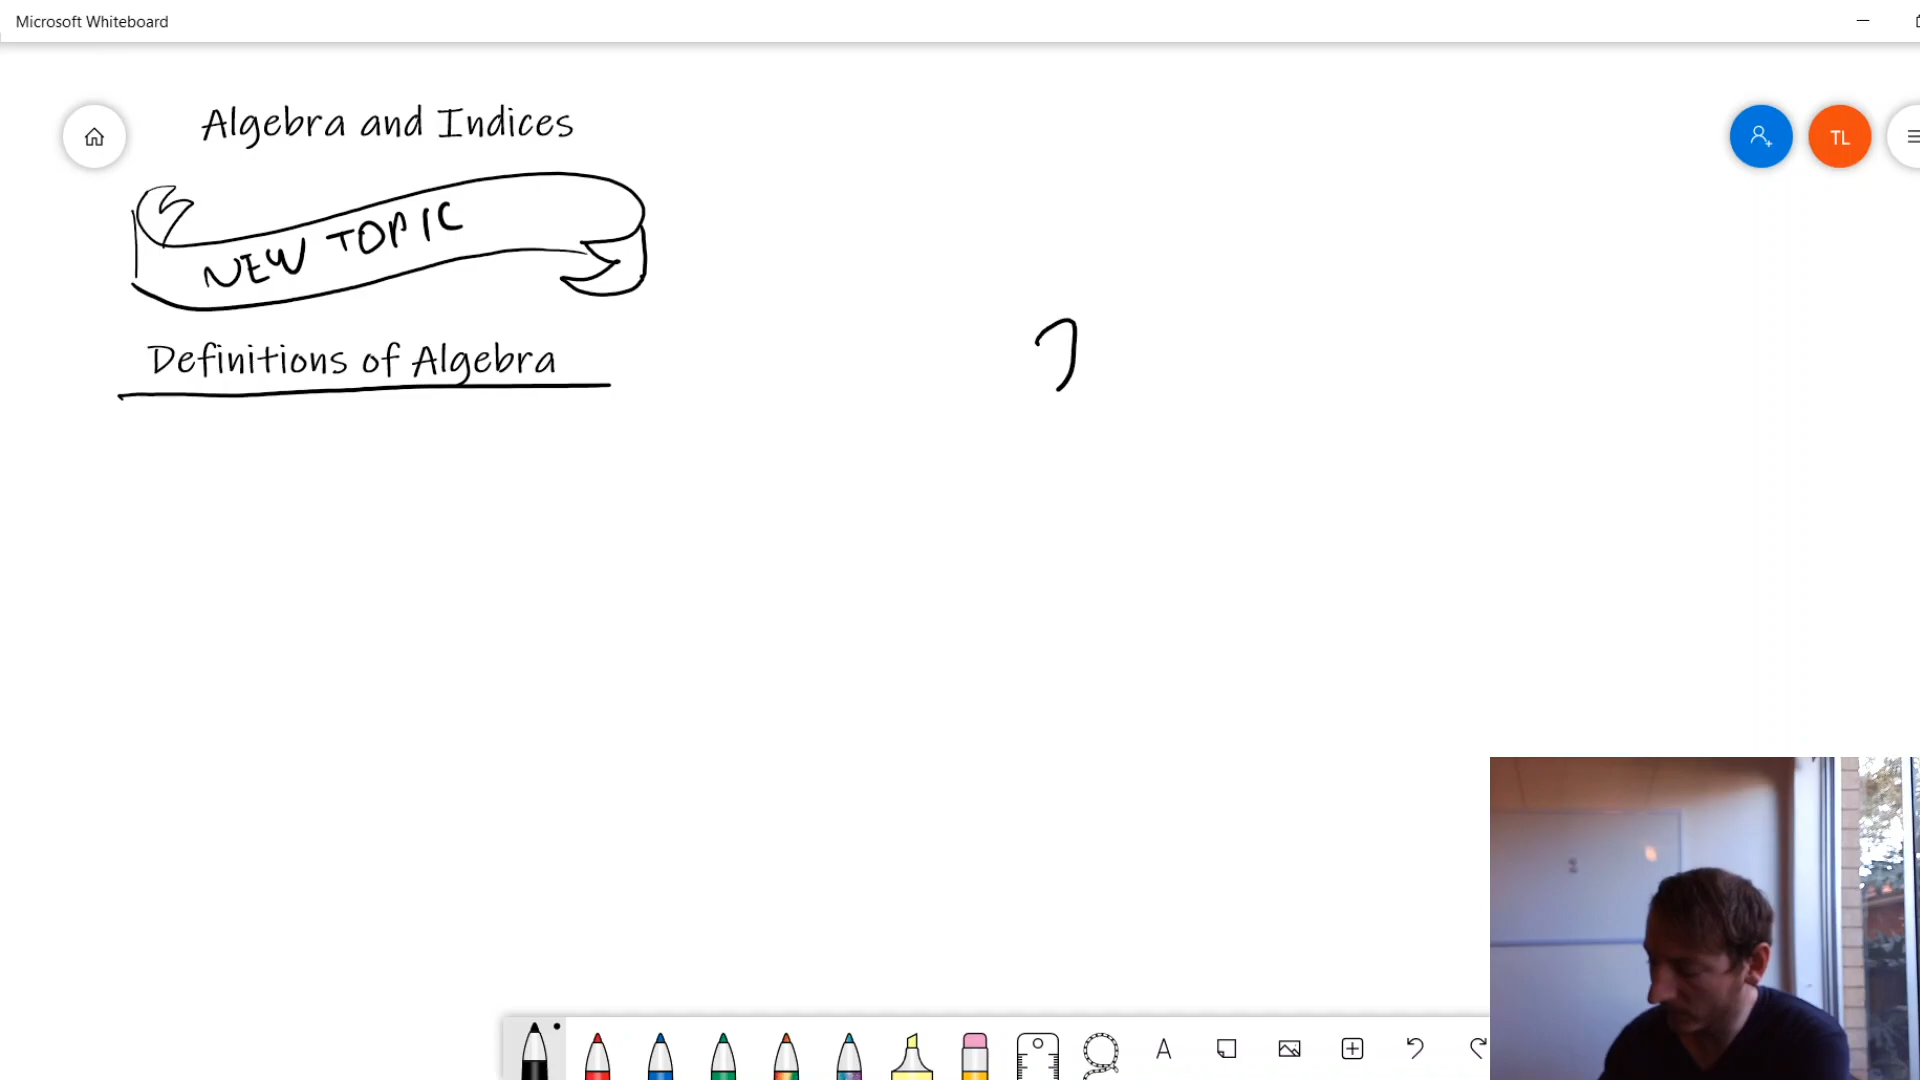 Microsoft Whiteboard
Algebra and Indices
NEW TOPIC
Definitions of Algebra
TL
A